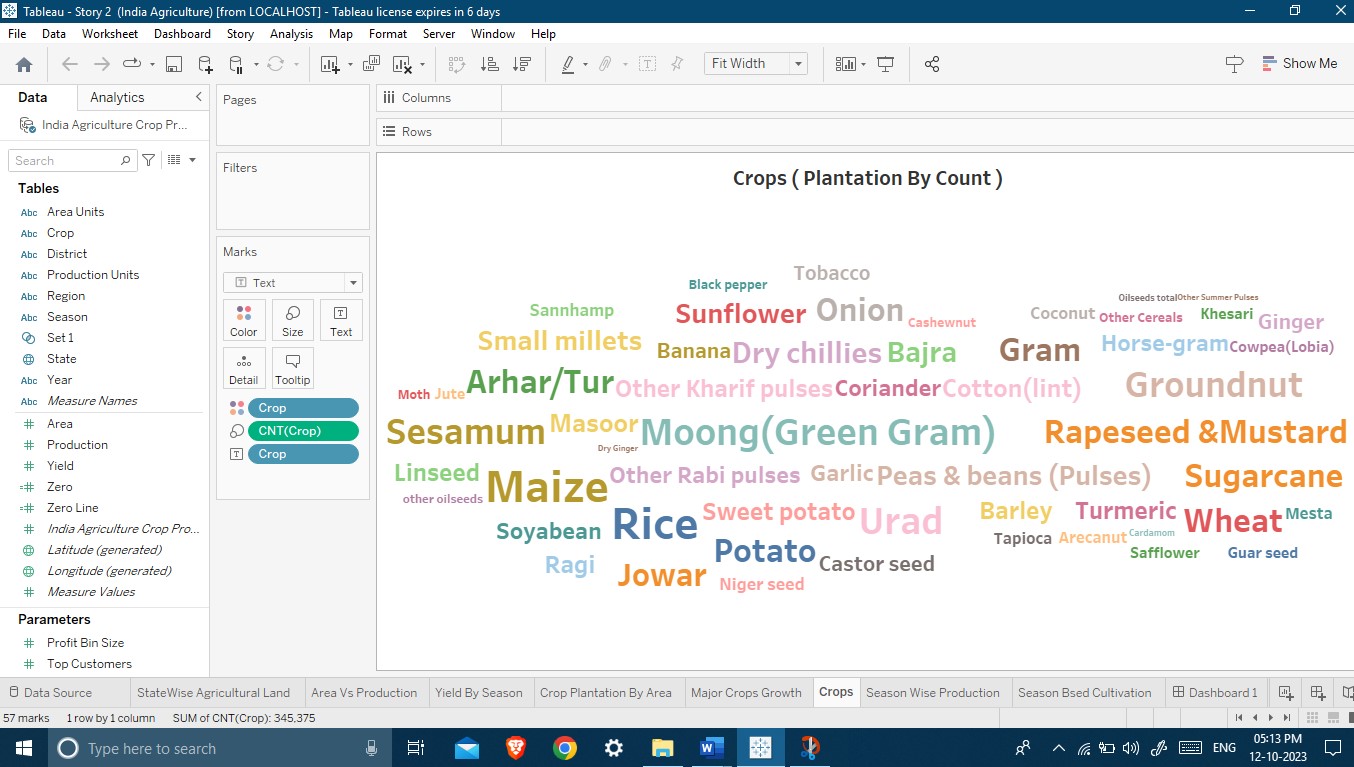 Tableau - Story 2 (India Agriculture) [from LOCALHOST] - Tableau license expires in 6 days
File Data Worksheet Dashboard Story Analysis Map Format Server Window Help
Fit Width Show Me
Data Analytics
India Agriculture Crop Pr...
Search
Tables
Abc Area Units
Abc Crop
Abc District
Abc Production Units
Abc Region
Abc Season
Set 1
State
Abc Year
Abc Measure Names
Area
Production
Yield
Zero
Zero Line
India Agriculture Crop Pro...
Latitude (generated)
Longitude (generated)
Measure Values
Parameters
Profit Bin Size
Top Customers
Pages
Filters
Marks
Text
Color Size Text
Detail Tooltip
Crop
CNT(Crop)
Crop
Columns
Rows
Crops ( Plantation By Count )
Tobacco
Black pepper
Oilseeds total Other Summer Pulses
Sannhamp Sunflower Onion Cashewnut Coconut Other Cereals Khesari Ginger
Small millets Banana Dry chillies Bajra Gram Horse-gram Cowpea(Lobia)
Moth Jute Arhar/Tur Other Kharif pulses Coriander Cotton(lint) Groundnut
Sesamum Masoor Moong(Green Gram) Rapeseed &Mustard
Dry Ginger
Linseed Other Rabi pulses Garlic Peas & beans (Pulses) Sugarcane
other oilseeds Maize
Soyabean Rice Sweet potato Urad Barley Turmeric Wheat Mesta
Tapioca Arecanut Cardamom
Ragi Potato Castor seed Safflower Guar seed
Jowar Niger seed
Data Source StateWise Agricultural Land Area Vs Production Yield By Season Crop Plantation By Area Major Crops Growth Crops Season Wise Production Season Bsed Cultivation Dashboard 1
57 marks 1 row by 1 column SUM of CNT(Crop): 345,375
Type here to search ENG 05:13 PM
12-10-2023